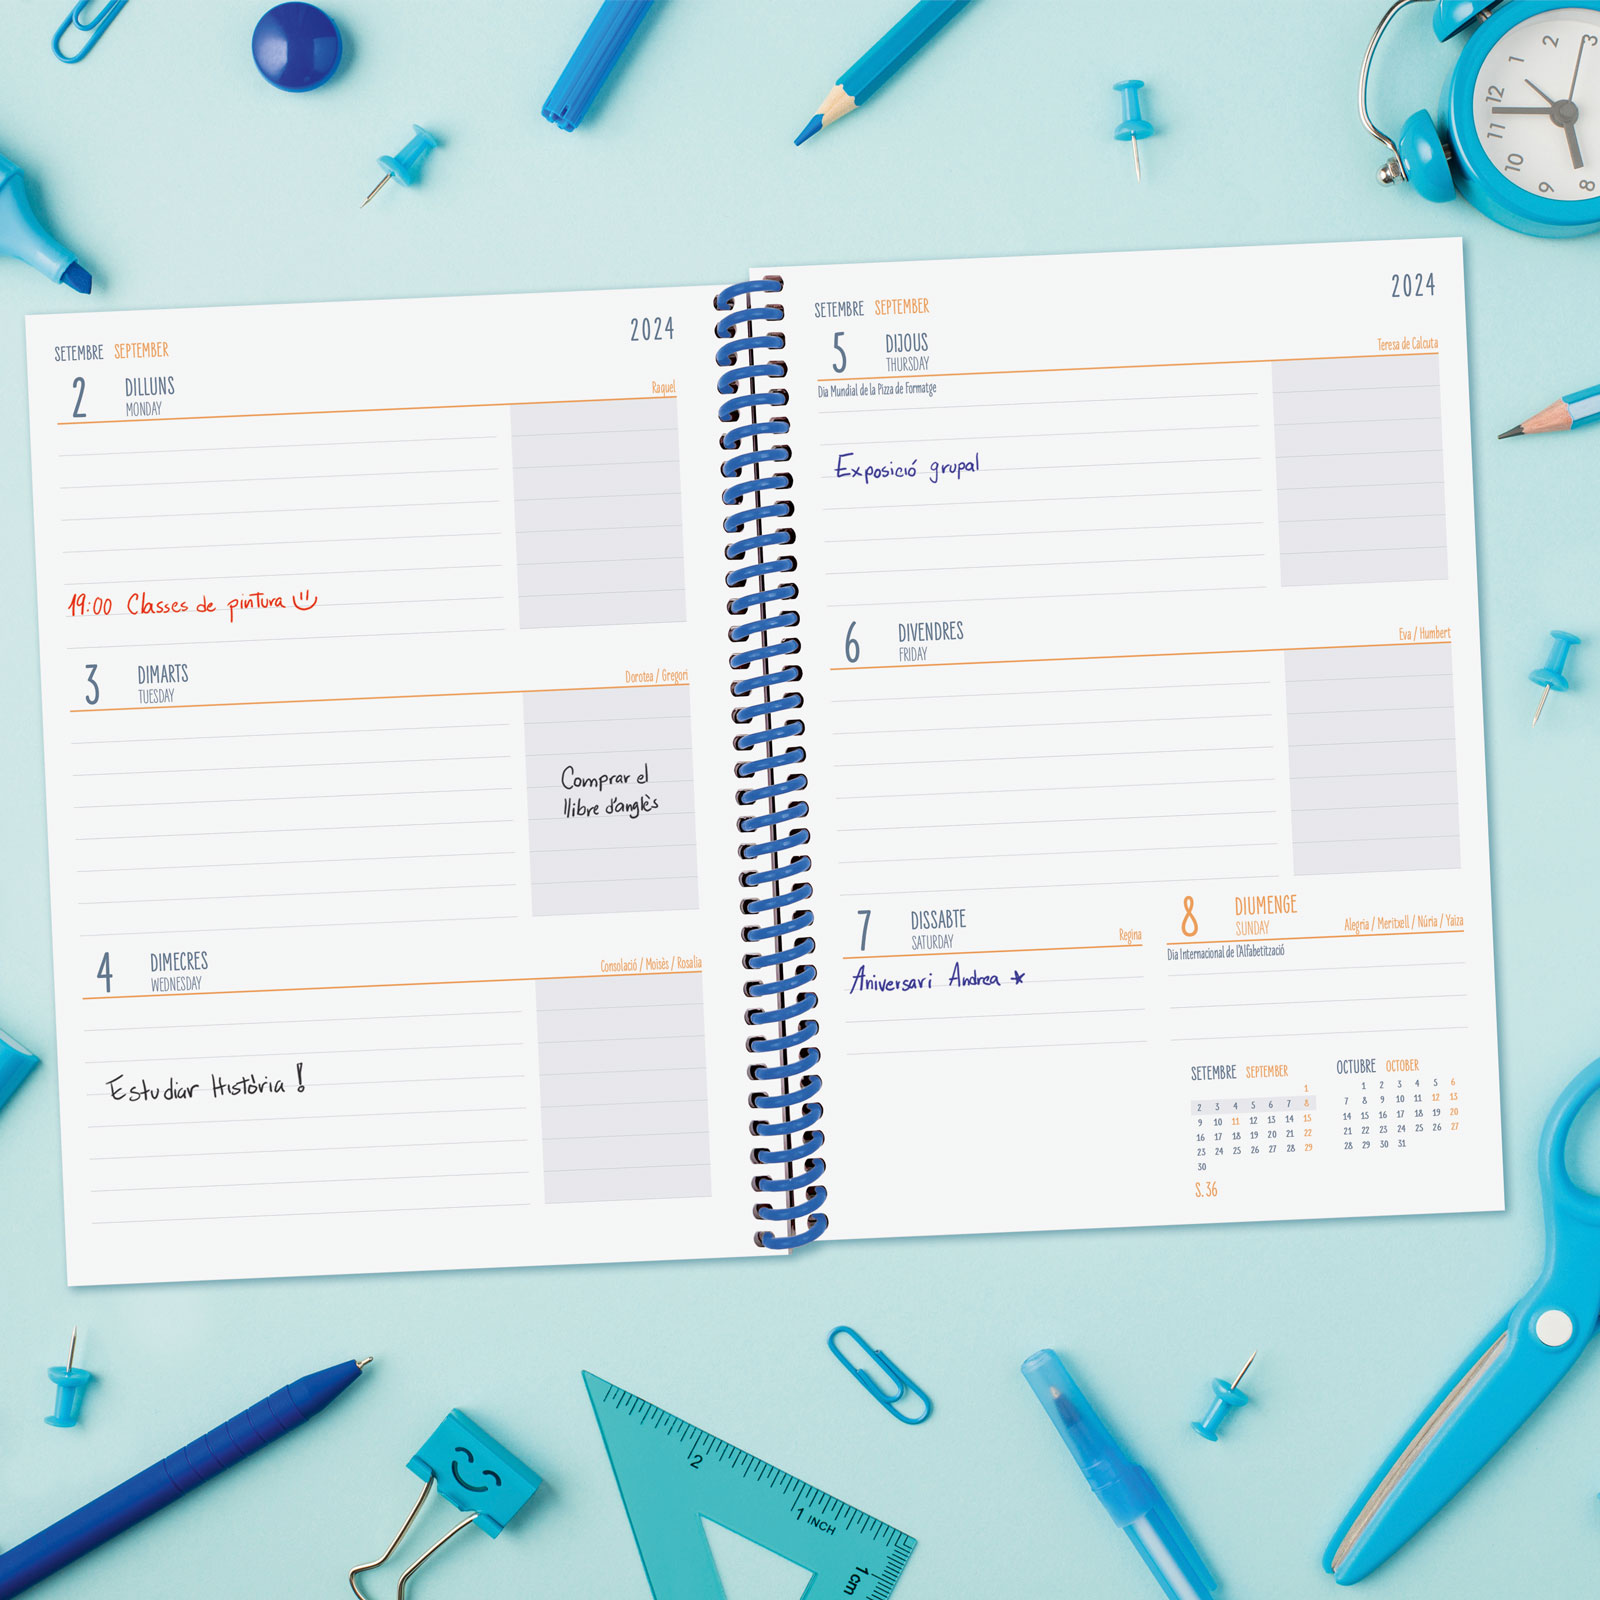 SETEMBRE SEPTEMBER
2024
2 DILLUNS
MONDAY
Raquel
19:00 Classes de pintura
3 DIMARTS
TUESDAY
Dorotea / Gregori
Comprar el
llibre d'anglès
4 DIMECRES
WEDNESDAY
Consolació / Moisès / Rosalia
Estudiar Història!
SETEMBRE SEPTEMBER
2024
5 DIJOUS
THURSDAY
Teresa de Calcuta
Dia Mundial de la Pizza de Formatge
Exposició grupal
6 DIVENDRES
FRIDAY
Eva / Humbert
7 DISSABTE
SATURDAY
Regina
Aniversari Andrea *
8 DIUMENGE
SUNDAY
Alegria / Meritxell / Núria / Yaiza
Dia Internacional de l'Alfabetització
SETEMBRE SEPTEMBER
1
2 3 4 5 6 7 8
9 10 11 12 13 14 15
16 17 18 19 20 21 22
23 24 25 26 27 28 29
30
S. 36
OCTUBRE OCTOBER
1 2 3 4 5 6
7 8 9 10 11 12 13
14 15 16 17 18 19 20
21 22 23 24 25 26 27
28 29 30 31
12
1
2
3
8
9
10
11
2
1 INCH
1 cm